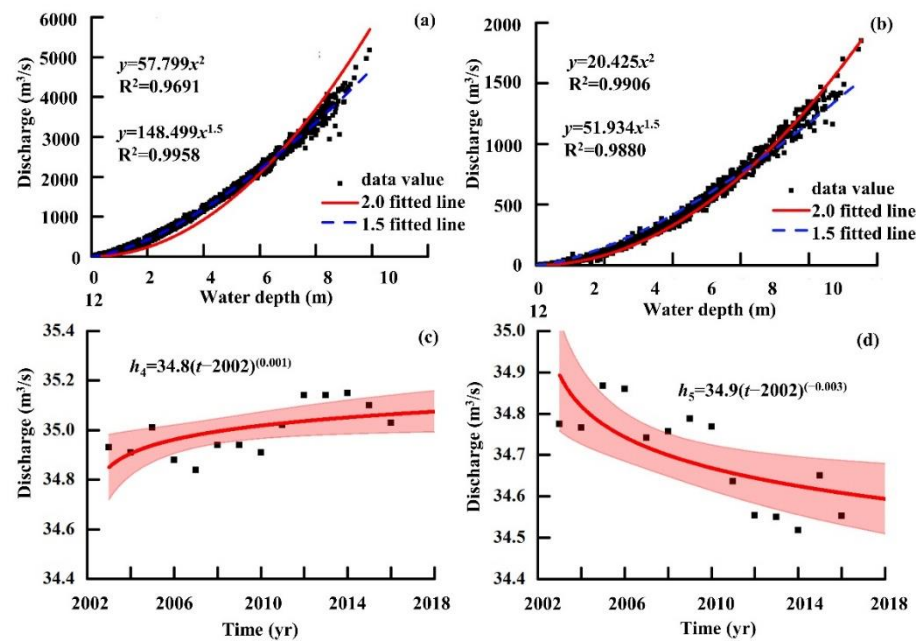 (a)
6000
5000
4000
3000
2000
1000
0
Discharge (m³/s)
y=57.799x²
R²=0.9691
y=148.499x^1.5
R²=0.9958
data value
2.0 fitted line
1.5 fitted line
0 2 4 6 8 10
12
Water depth (m)
(b)
2000
1500
1000
500
0
Discharge (m³/s)
y=20.425x²
R²=0.9906
y=51.934x^1.5
R²=0.9880
data value
2.0 fitted line
1.5 fitted line
0 2 4 6 8 10
12
Water depth (m)
(c)
35.4
35.2
35.0
34.8
34.6
34.4
Discharge (m³/s)
h₄=34.8(t−2002)^(0.001)
2002 2006 2010 2014 2018
Time (yr)
(d)
35.0
34.9
34.8
34.7
34.6
34.5
34.4
Discharge (m³/s)
h₅=34.9(t−2002)^(−0.003)
2002 2006 2010 2014 2018
Time (yr)